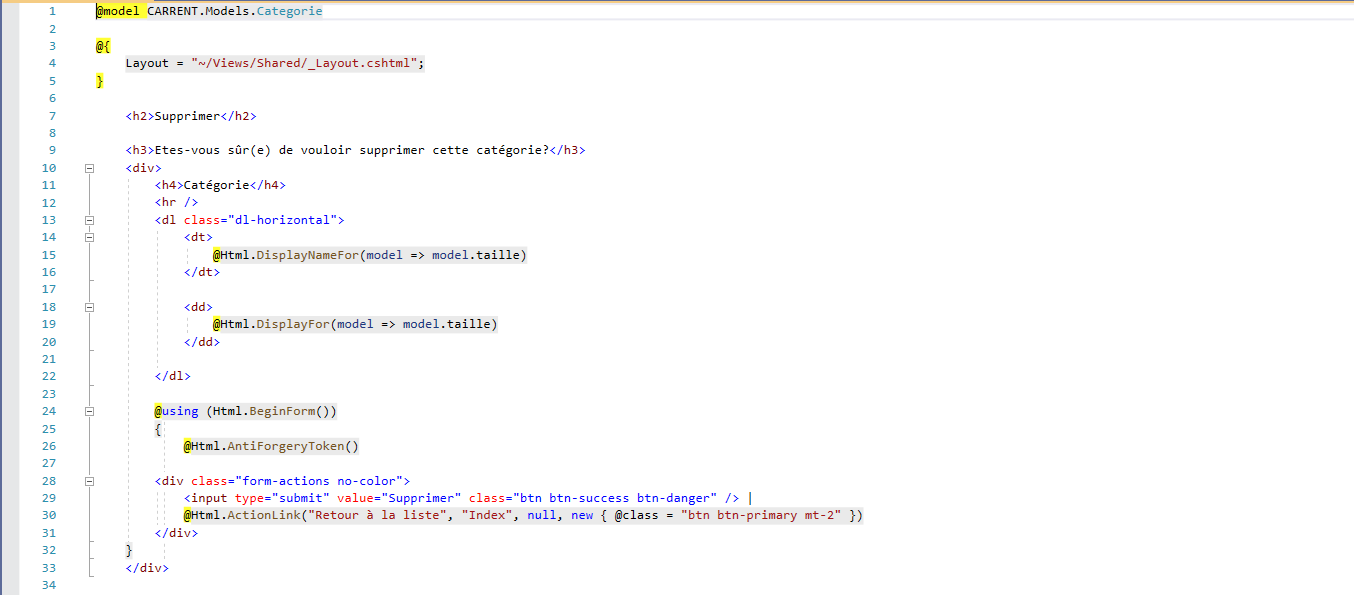 1 @model CARRENT.Models.Categorie
2
3 @{
4 Layout = "~/Views/Shared/_Layout.cshtml";
5 }
6
7 <h2>Supprimer</h2>
8
9 <h3>Etes-vous sûr(e) de vouloir supprimer cette catégorie?</h3>
10 <div>
11 <h4>Catégorie</h4>
12 <hr />
13 <dl class="dl-horizontal">
14 <dt>
15 @Html.DisplayNameFor(model => model.taille)
16 </dt>
17
18 <dd>
19 @Html.DisplayFor(model => model.taille)
20 </dd>
21
22 </dl>
23
24 @using (Html.BeginForm())
25 {
26 @Html.AntiForgeryToken()
27
28 <div class="form-actions no-color">
29 <input type="submit" value="Supprimer" class="btn btn-success btn-danger" /> |
30 @Html.ActionLink("Retour à la liste", "Index", null, new { @class = "btn btn-primary mt-2" })
31 </div>
32 }
33 </div>
34